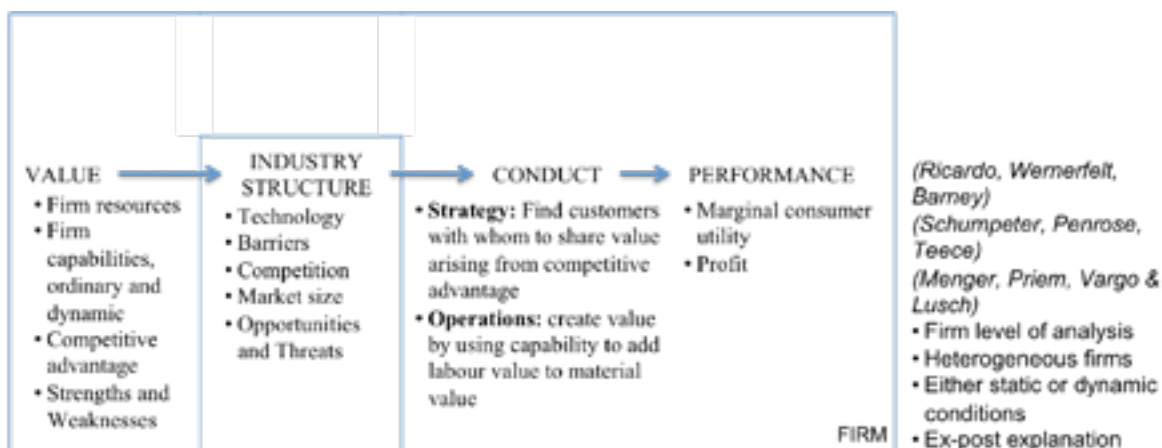 VALUE
• Firm resources
• Firm
capabilities,
ordinary and
dynamic
• Competitive
advantage
• Strengths and
Weaknesses
INDUSTRY
STRUCTURE
• Technology
• Barriers
• Competition
• Market size
• Opportunities
and Threats
CONDUCT
• Strategy: Find customers
with whom to share value
arising from competitive
advantage
• Operations: create value
by using capability to add
labour value to material
value
PERFORMANCE
• Marginal consumer
utility
• Profit
FIRM
(Ricardo, Wernerfelt,
Barney)
(Schumpeter, Penrose,
Teece)
(Menger, Priem, Vargo &
Lusch)
• Firm level of analysis
• Heterogeneous firms
• Either static or dynamic
conditions
• Ex-post explanation